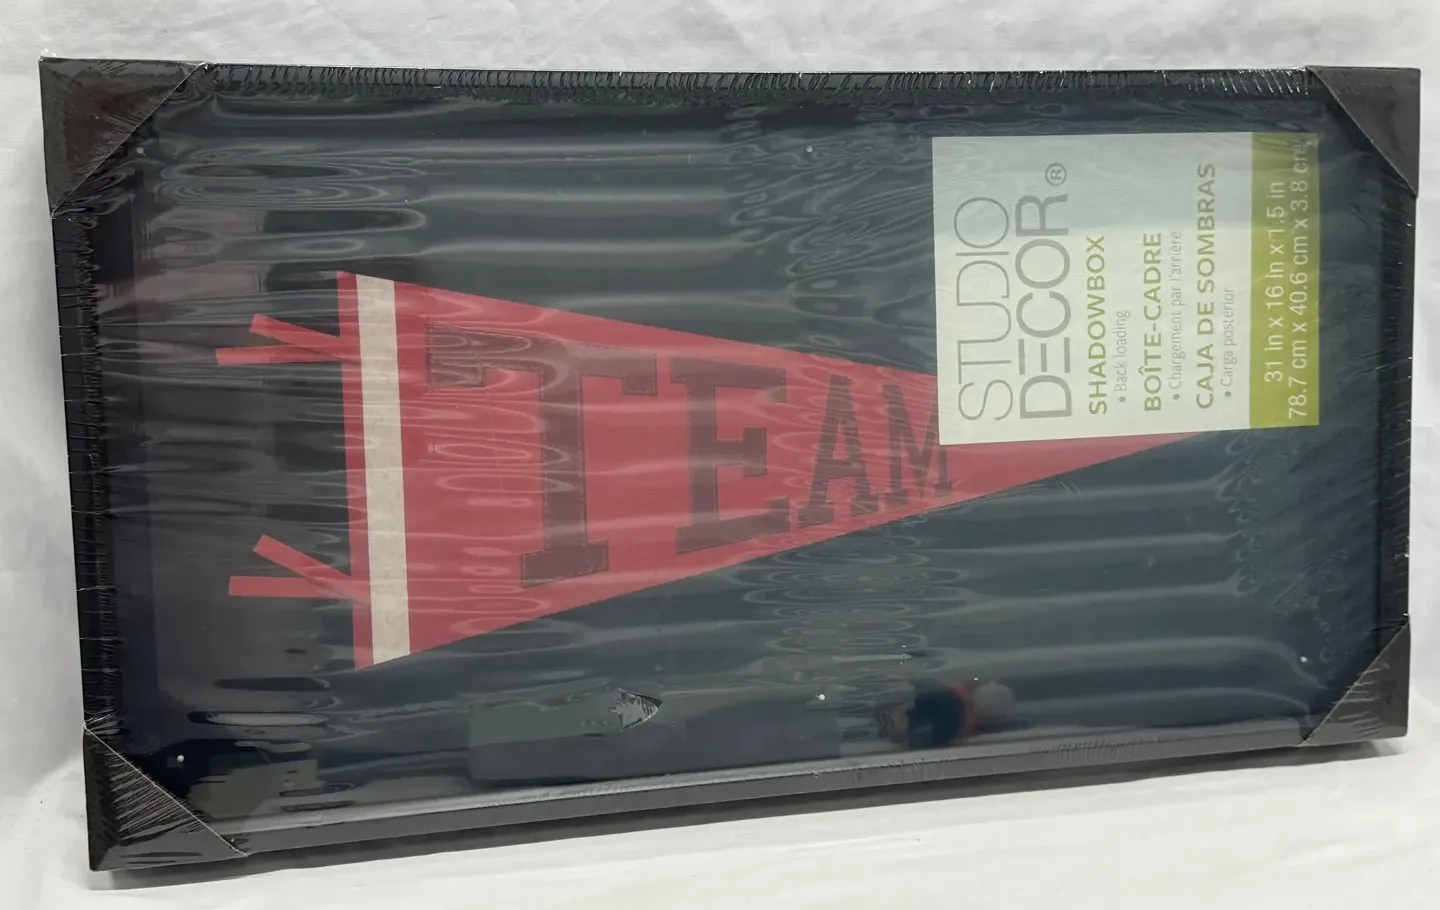 TEAM
STUDIO
DECOR®
SHADOWBOX
• Back loading
BOÎTE-CADRE
• Chargement par l'arrière
CAJA DE SOMBRAS
• Carga posterior
31 in x 16 in x 1.5 in
78.7 cm x 40.6 cm x 3.8 cm